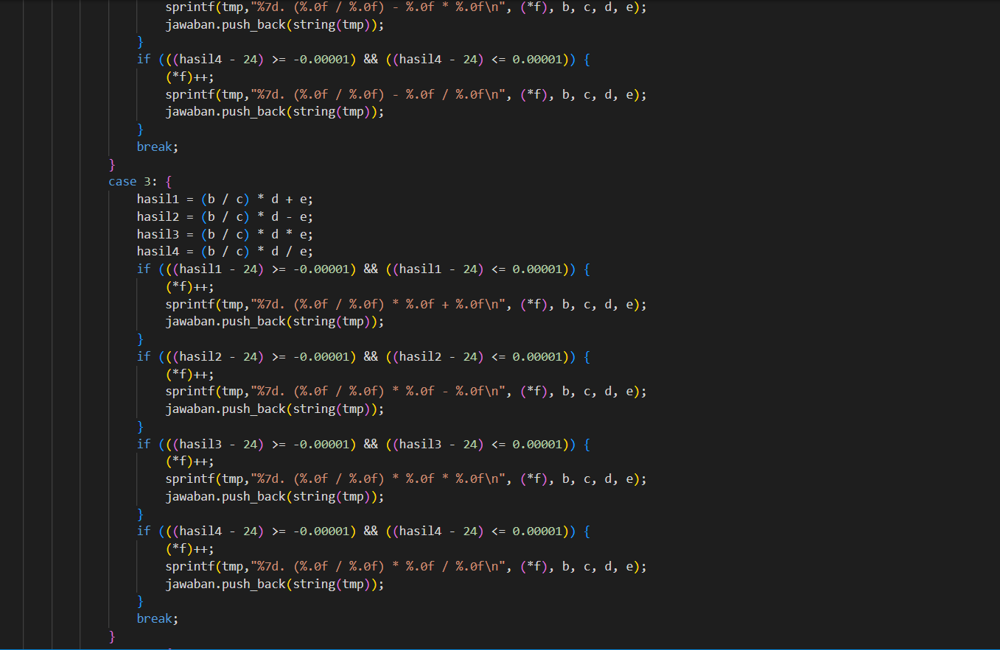 sprintf(tmp,"%7d. (%.0f / %.0f) - %.0f * %.0f\n", (*f), b, c, d, e);
jawaban.push_back(string(tmp));
}
if (((hasil4 - 24) >= -0.00001) && ((hasil4 - 24) <= 0.00001)) {
(*f)++;
sprintf(tmp,"%7d. (%.0f / %.0f) - %.0f / %.0f\n", (*f), b, c, d, e);
jawaban.push_back(string(tmp));
}
break;
}
case 3: {
hasil1 = (b / c) * d + e;
hasil2 = (b / c) * d - e;
hasil3 = (b / c) * d * e;
hasil4 = (b / c) * d / e;
if (((hasil1 - 24) >= -0.00001) && ((hasil1 - 24) <= 0.00001)) {
(*f)++;
sprintf(tmp,"%7d. (%.0f / %.0f) * %.0f + %.0f\n", (*f), b, c, d, e);
jawaban.push_back(string(tmp));
}
if (((hasil2 - 24) >= -0.00001) && ((hasil2 - 24) <= 0.00001)) {
(*f)++;
sprintf(tmp,"%7d. (%.0f / %.0f) * %.0f - %.0f\n", (*f), b, c, d, e);
jawaban.push_back(string(tmp));
}
if (((hasil3 - 24) >= -0.00001) && ((hasil3 - 24) <= 0.00001)) {
(*f)++;
sprintf(tmp,"%7d. (%.0f / %.0f) * %.0f * %.0f\n", (*f), b, c, d, e);
jawaban.push_back(string(tmp));
}
if (((hasil4 - 24) >= -0.00001) && ((hasil4 - 24) <= 0.00001)) {
(*f)++;
sprintf(tmp,"%7d. (%.0f / %.0f) * %.0f / %.0f\n", (*f), b, c, d, e);
jawaban.push_back(string(tmp));
}
break;
}